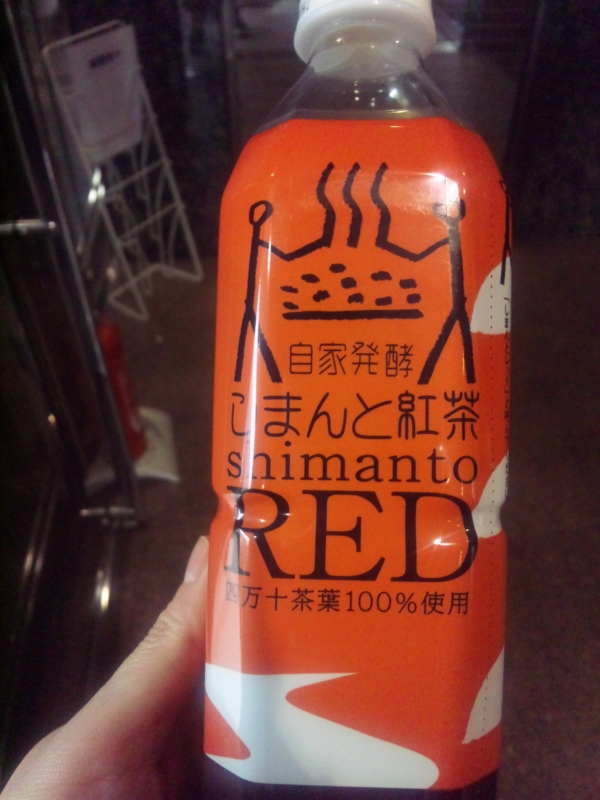 自家発酵
しまんと紅茶
shimanto
RED
四万十茶葉100%使用